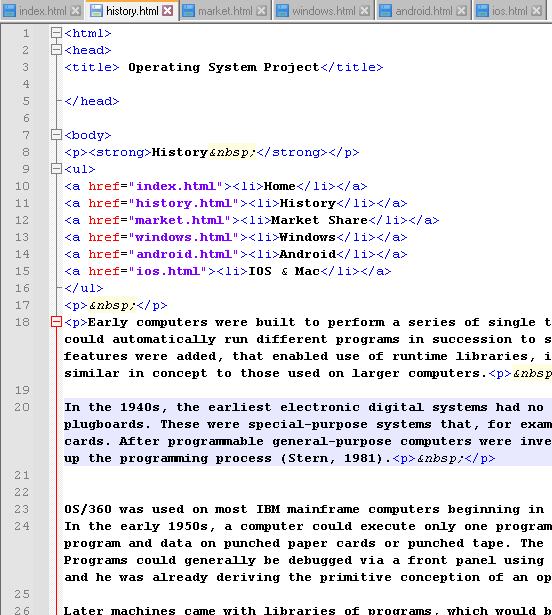 index.html history.html market.html windows.html android.html ios.html
1 <html>
2 <head>
3 <title> Operating System Project</title>
4
5 </head>
6
7 <body>
8 <p><strong>History&nbsp;</strong></p>
9 <ul>
10 <a href="index.html"><li>Home</li></a>
11 <a href="history.html"><li>History</li></a>
12 <a href="market.html"><li>Market Share</li></a>
13 <a href="windows.html"><li>Windows</li></a>
14 <a href="android.html"><li>Android</li></a>
15 <a href="ios.html"><li>IOS & Mac</li></a>
16 </ul>
17 <p>&nbsp;</p>
18 <p>Early computers were built to perform a series of single t
could automatically run different programs in succession to s
features were added, that enabled use of runtime libraries, i
similar in concept to those used on larger computers.<p>&nbsp
19
20 In the 1940s, the earliest electronic digital systems had no
plugboards. These were special-purpose systems that, for exam
cards. After programmable general-purpose computers were inve
up the programming process (Stern, 1981).<p>&nbsp;</p>
21
22
23 OS/360 was used on most IBM mainframe computers beginning in
24 In the early 1950s, a computer could execute only one program
program and data on punched paper cards or punched tape. The
Programs could generally be debugged via a front panel using
and he was already deriving the primitive conception of an op
25
26 Later machines came with libraries of programs, which would b